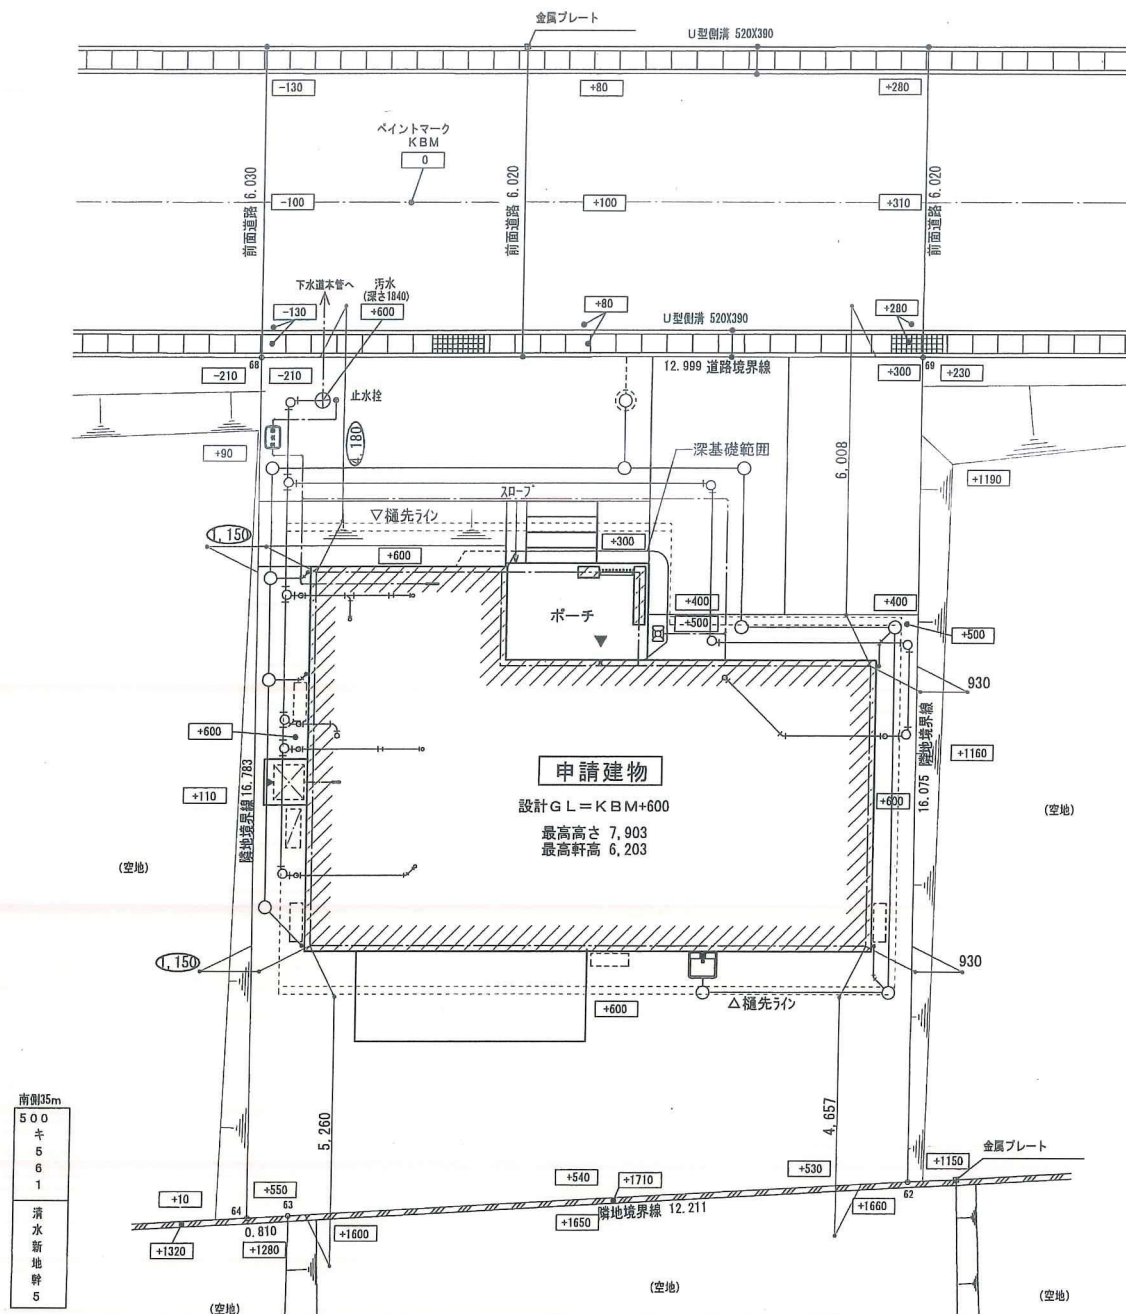 金属プレート
U型側溝 520X390
-130
+80
+280
ペイントマーク
KBM
0
前面道路 6.030
前面道路 6.020
前面道路 6.020
-100
+100
+310
下水道本管へ
汚水
(深さ1840)
-130
+600
+80
+280
U型側溝 520X390
68
12.999 道路境界線
69
-210
-210
+300
+230
止水栓
+90
4,180
深基礎範囲
6,008
+1190
スロープ
▽樋先ライン
1,150
+600
+300
ポーチ
+400
+500
+400
+500
930
+600
隣地境界線 16.783
+110
申請建物
設計GL=KBM+600
最高高さ 7,903
最高軒高 6,203
+600
16.075 隣地境界線
+1160
(空地)
(空地)
1,150
930
+600
△樋先ライン
南側35m
500
キ
5
6
1
清
水
新
地
幹
5
5,260
4,657
金属プレート
+10
+550
+540
+1710
+530
+1150
64
63
62
0.810
隣地境界線 12.211
+1320
+1280
+1600
+1650
+1660
(空地)
(空地)
(空地)